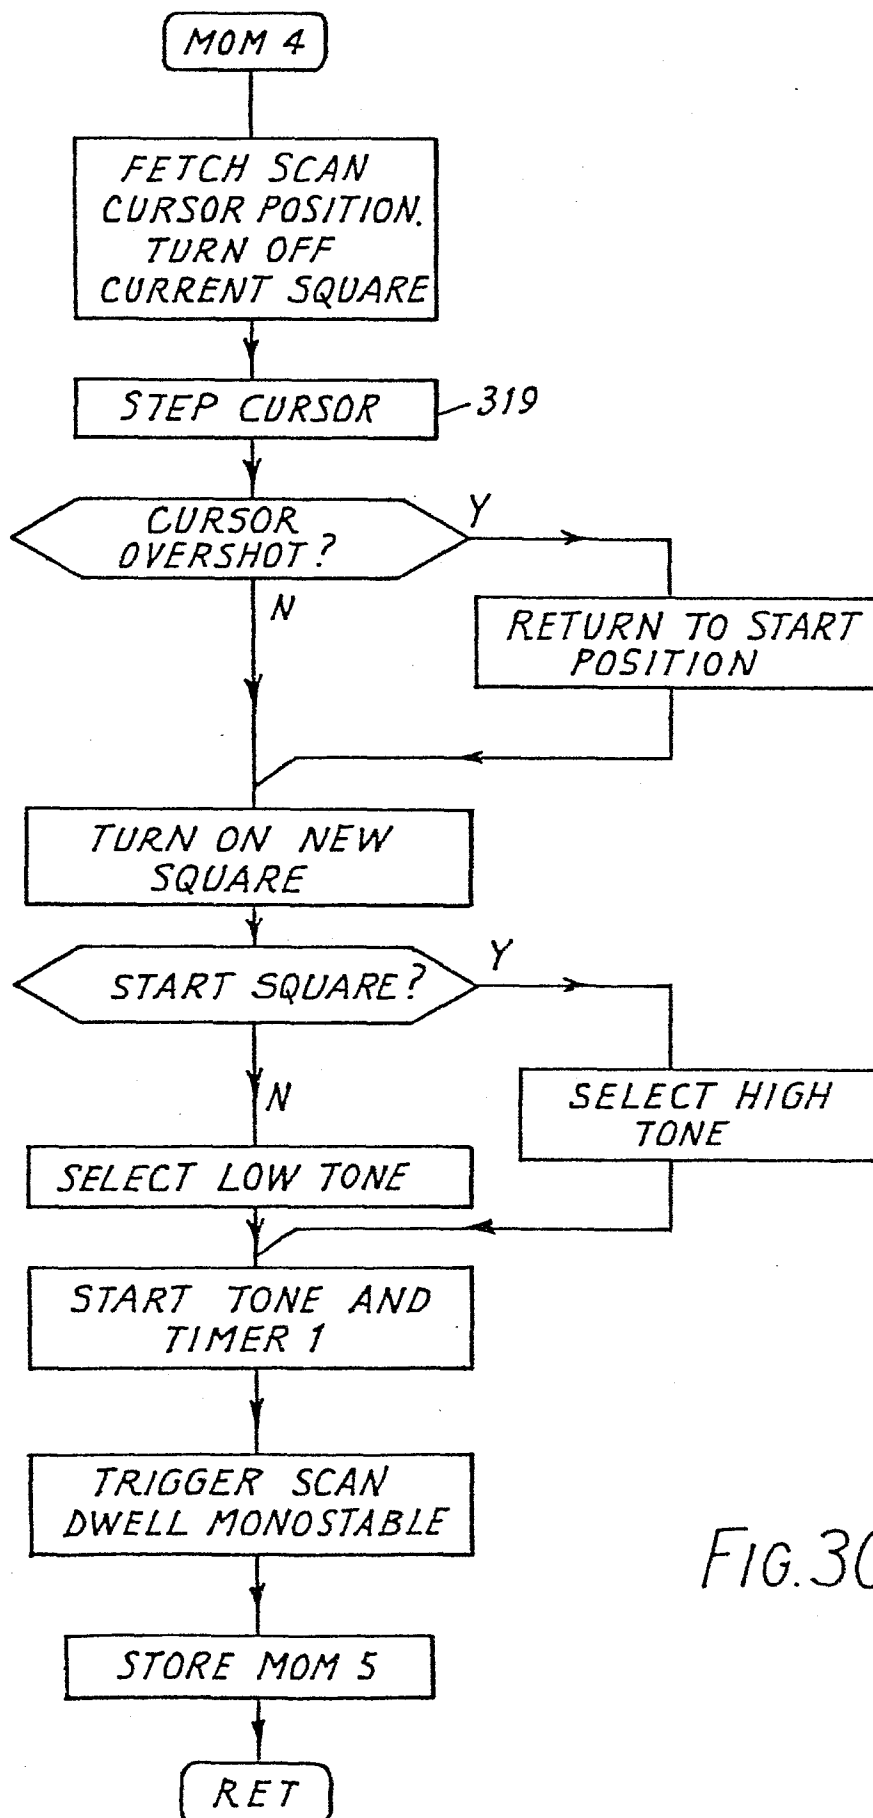 MOM 4
FETCH SCAN
CURSOR POSITION.
TURN OFF
CURRENT SQUARE
STEP CURSOR
319
CURSOR
OVERSHOT?
Y
N
RETURN TO START
POSITION
TURN ON NEW
SQUARE
START SQUARE?
Y
N
SELECT HIGH
TONE
SELECT LOW TONE
START TONE AND
TIMER 1
TRIGGER SCAN
DWELL MONOSTABLE
STORE MOM 5
RET
FIG.30